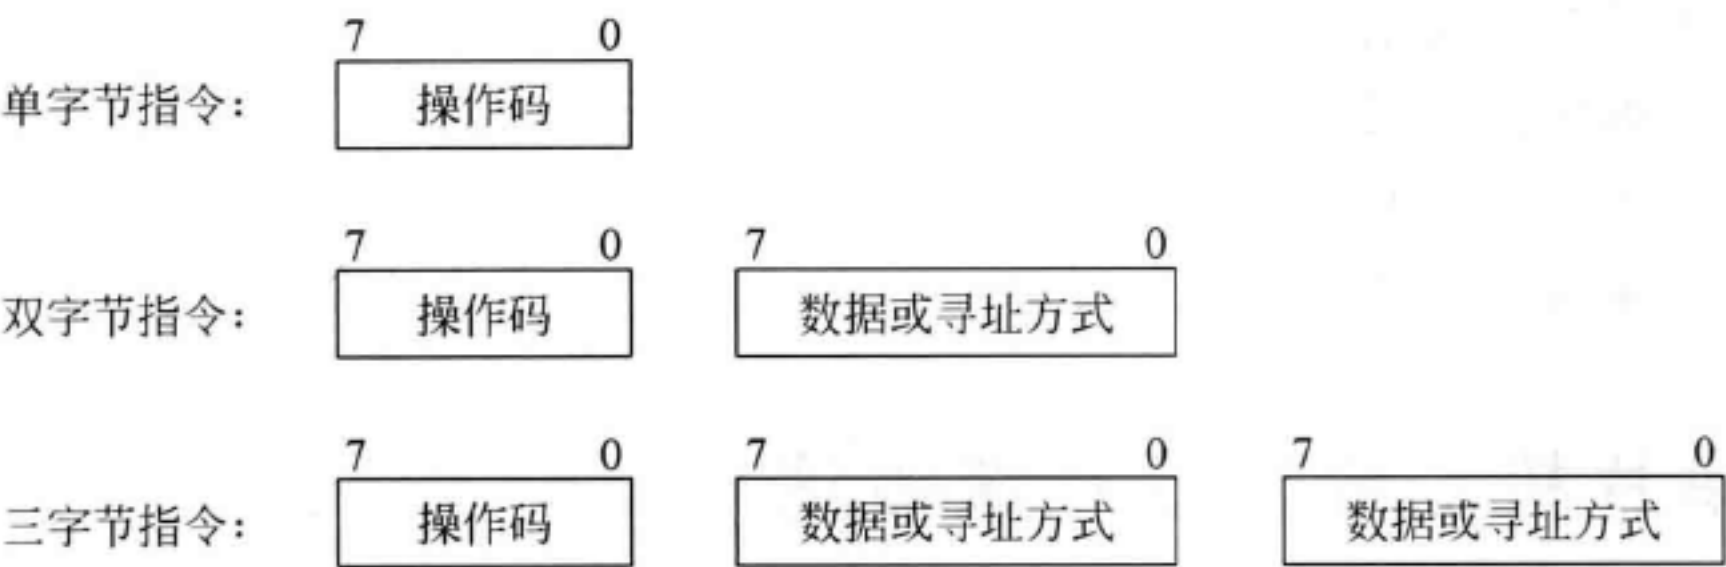 7 0
单字节指令: 操作码
7 0 7 0
双字节指令: 操作码 数据或寻址方式
7 0 7 0 7 0
三字节指令: 操作码 数据或寻址方式 数据或寻址方式